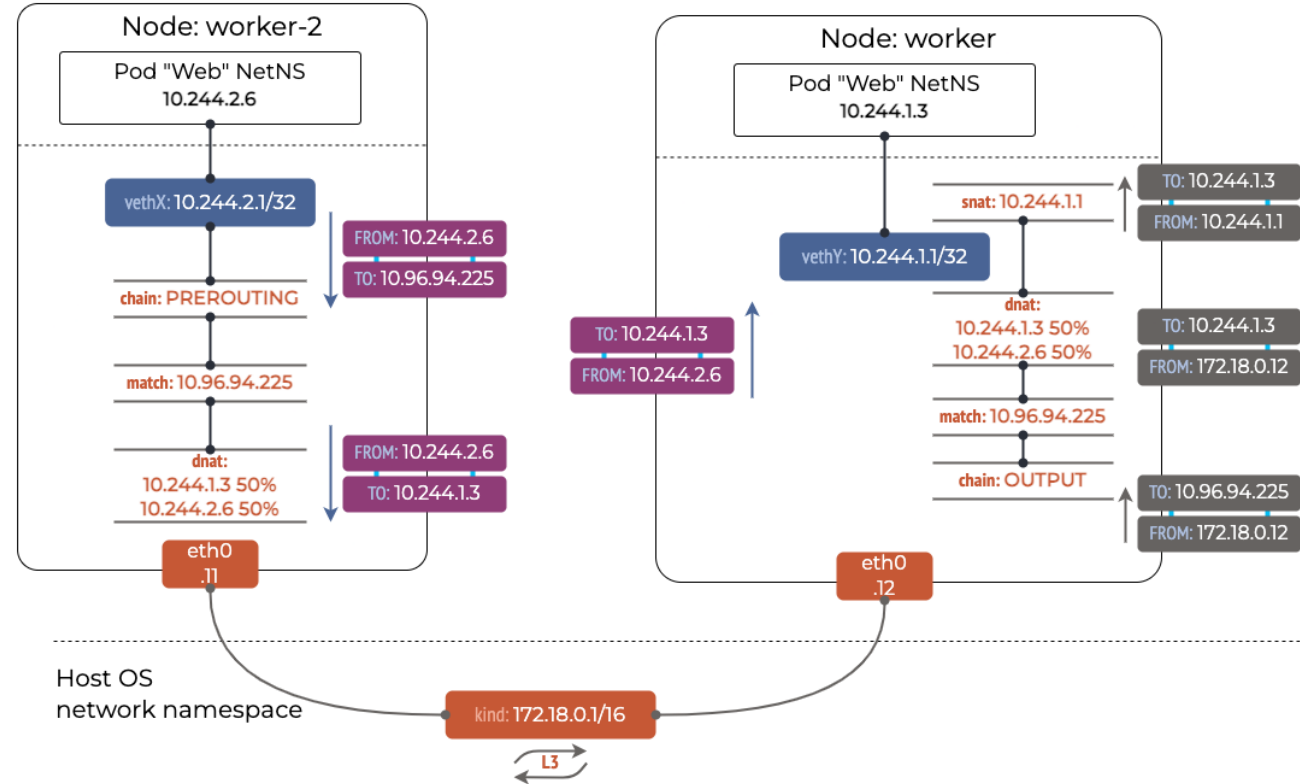 Node: worker-2
Pod "Web" NetNS
10.244.2.6
vethX: 10.244.2.1/32
FROM: 10.244.2.6
TO: 10.96.94.225
chain: PREROUTING
match: 10.96.94.225
FROM: 10.244.2.6
TO: 10.244.1.3
dnat:
10.244.1.3 50%
10.244.2.6 50%
eth0
.11
Node: worker
Pod "Web" NetNS
10.244.1.3
TO: 10.244.1.3
FROM: 10.244.1.1
snat: 10.244.1.1
vethY: 10.244.1.1/32
TO: 10.244.1.3
FROM: 10.244.2.6
dnat:
10.244.1.3 50%
10.244.2.6 50%
TO: 10.244.1.3
FROM: 172.18.0.12
match: 10.96.94.225
chain: OUTPUT
TO: 10.96.94.225
FROM: 172.18.0.12
eth0
.12
Host OS
network namespace
kind: 172.18.0.1/16
L3